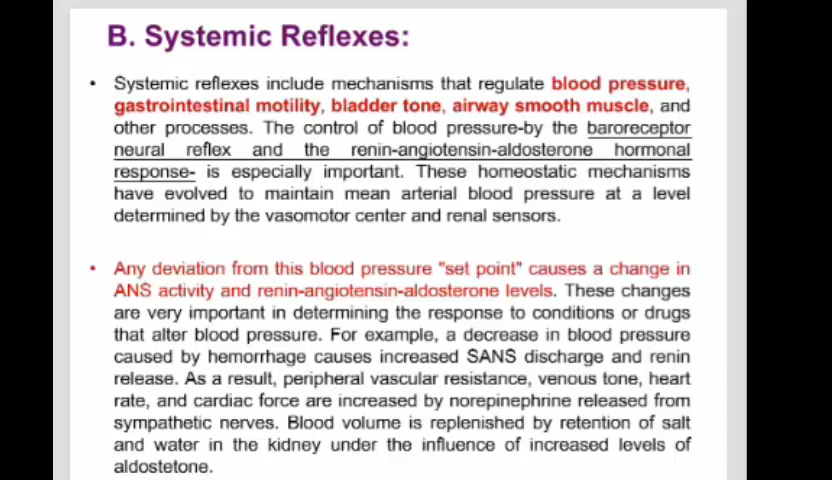 B. Systemic Reflexes:
• Systemic reflexes include mechanisms that regulate blood pressure,
gastrointestinal motility, bladder tone, airway smooth muscle, and
other processes. The control of blood pressure-by the baroreceptor
neural reflex and the renin-angiotensin-aldosterone hormonal
response- is especially important. These homeostatic mechanisms
have evolved to maintain mean arterial blood pressure at a level
determined by the vasomotor center and renal sensors.
• Any deviation from this blood pressure "set point" causes a change in
ANS activity and renin-angiotensin-aldosterone levels. These changes
are very important in determining the response to conditions or drugs
that alter blood pressure. For example, a decrease in blood pressure
caused by hemorrhage causes increased SANS discharge and renin
release. As a result, peripheral vascular resistance, venous tone, heart
rate, and cardiac force are increased by norepinephrine released from
sympathetic nerves. Blood volume is replenished by retention of salt
and water in the kidney under the influence of increased levels of
aldostetone.